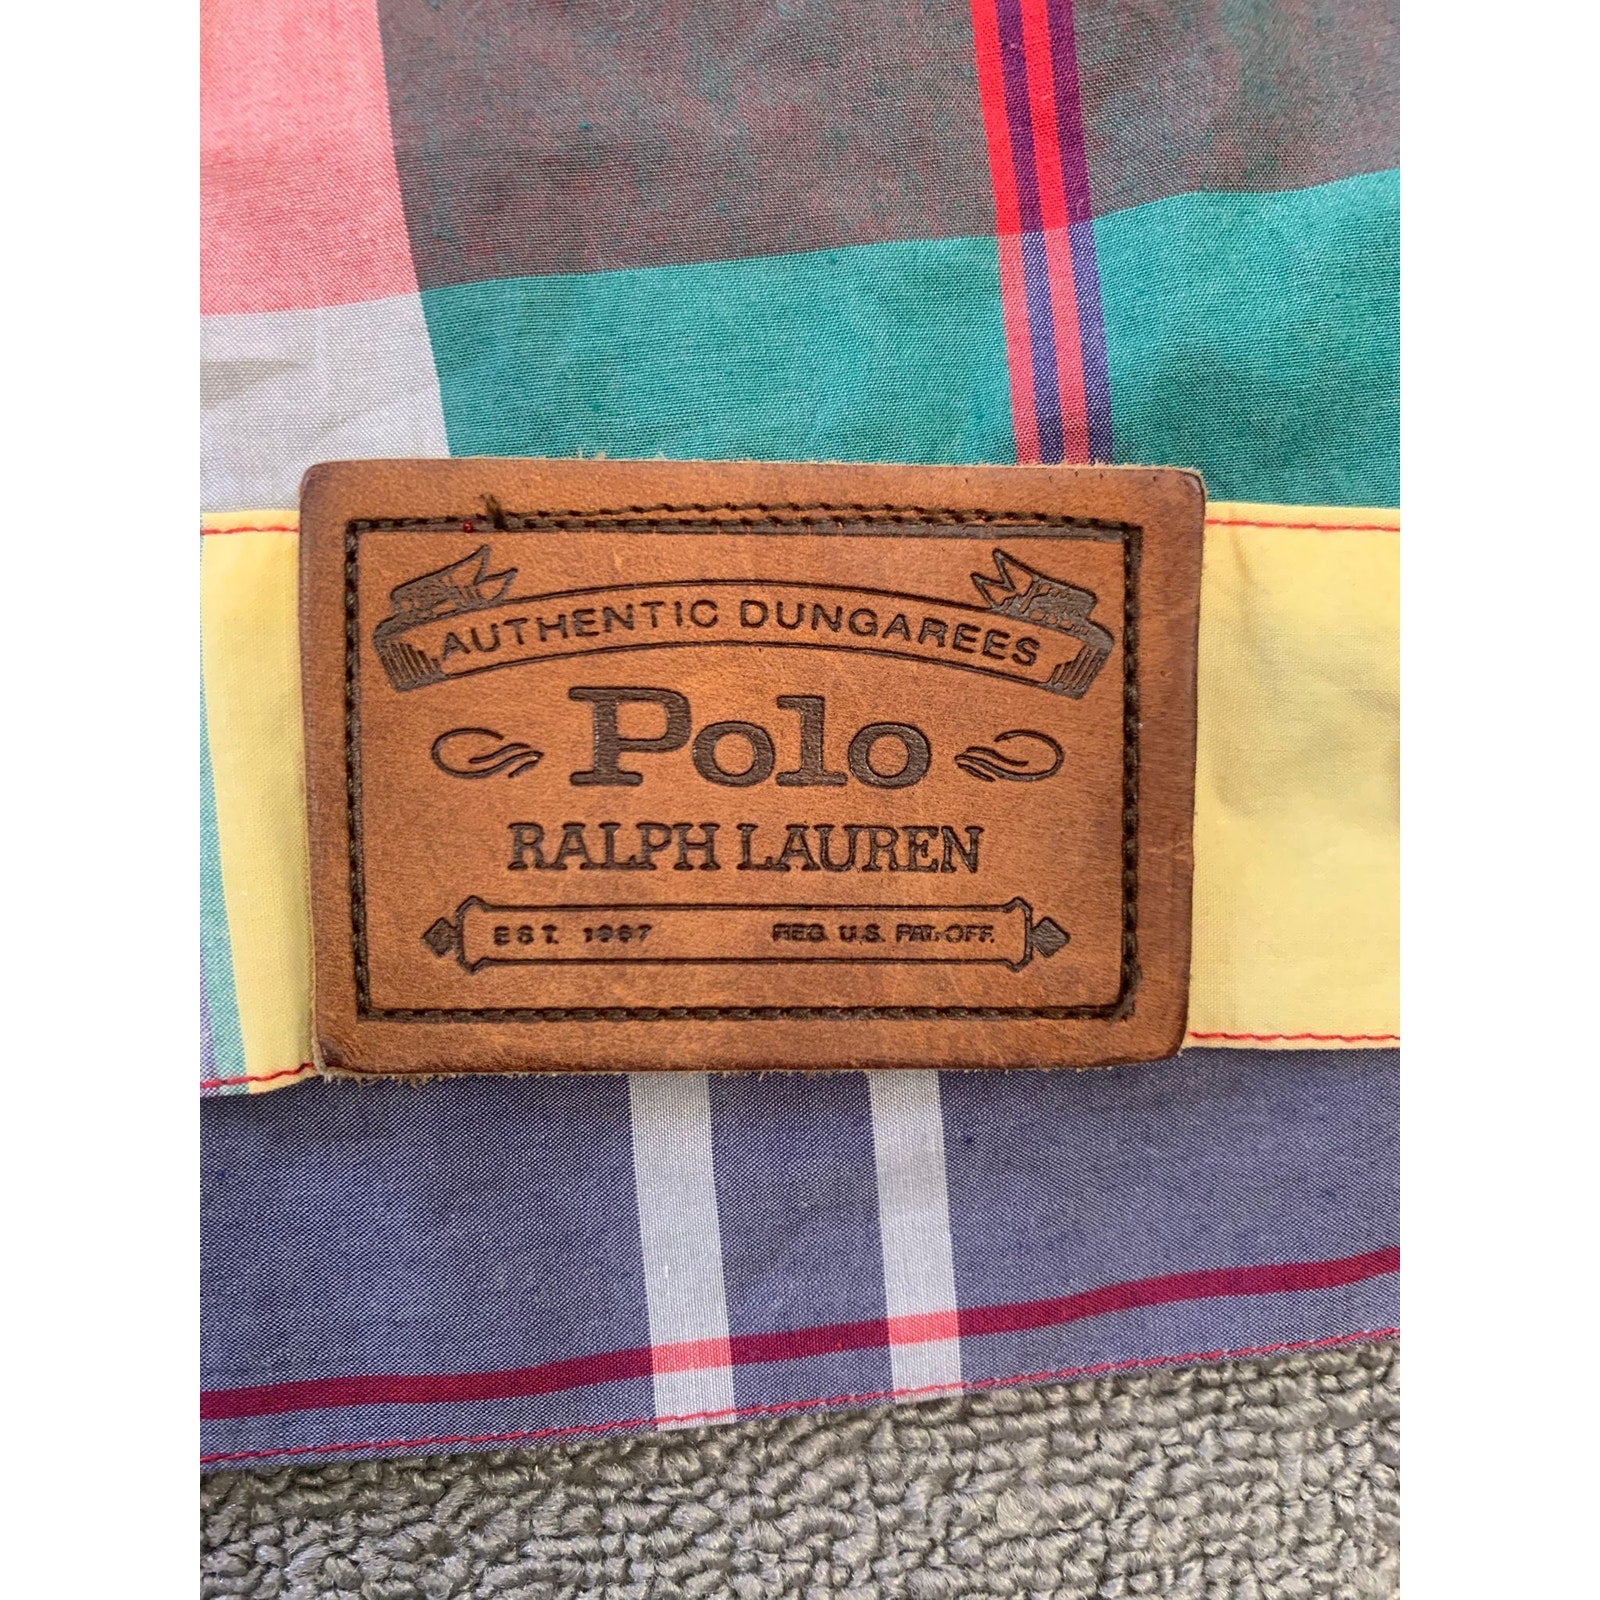 AUTHENTIC DUNGAREES
Polo
RALPH LAUREN
EST. 1967 REG. U.S. PAT. OFF.